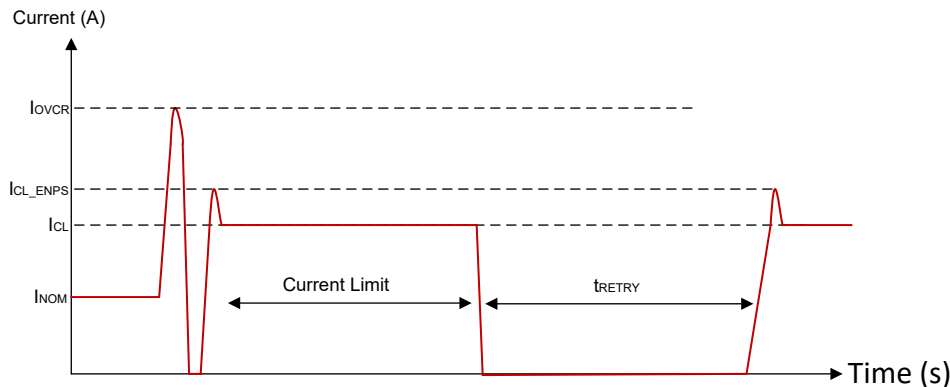 Current (A)
IOVCR
ICL_ENPS
ICL
INOM
Current Limit
tRETRY
Time (s)